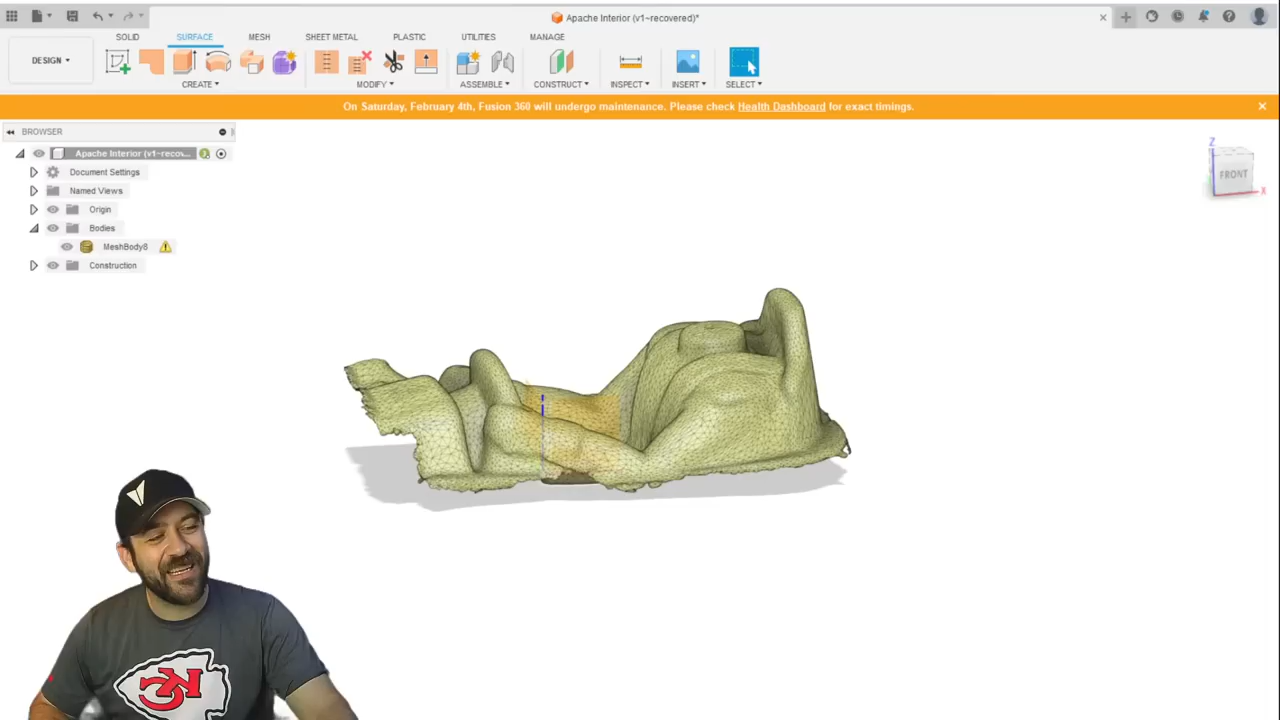 Apache Interior (v1~recovered)*
SOLID SURFACE MESH SHEET METAL PLASTIC UTILITIES MANAGE
DESIGN
CREATE MODIFY ASSEMBLE CONSTRUCT INSPECT INSERT SELECT
On Saturday, February 4th, Fusion 360 will undergo maintenance. Please check Health Dashboard for exact timings.
BROWSER
Apache Interior (v1~recov...
Document Settings
Named Views
Origin
Bodies
MeshBody8
Construction
Z
FRONT
X